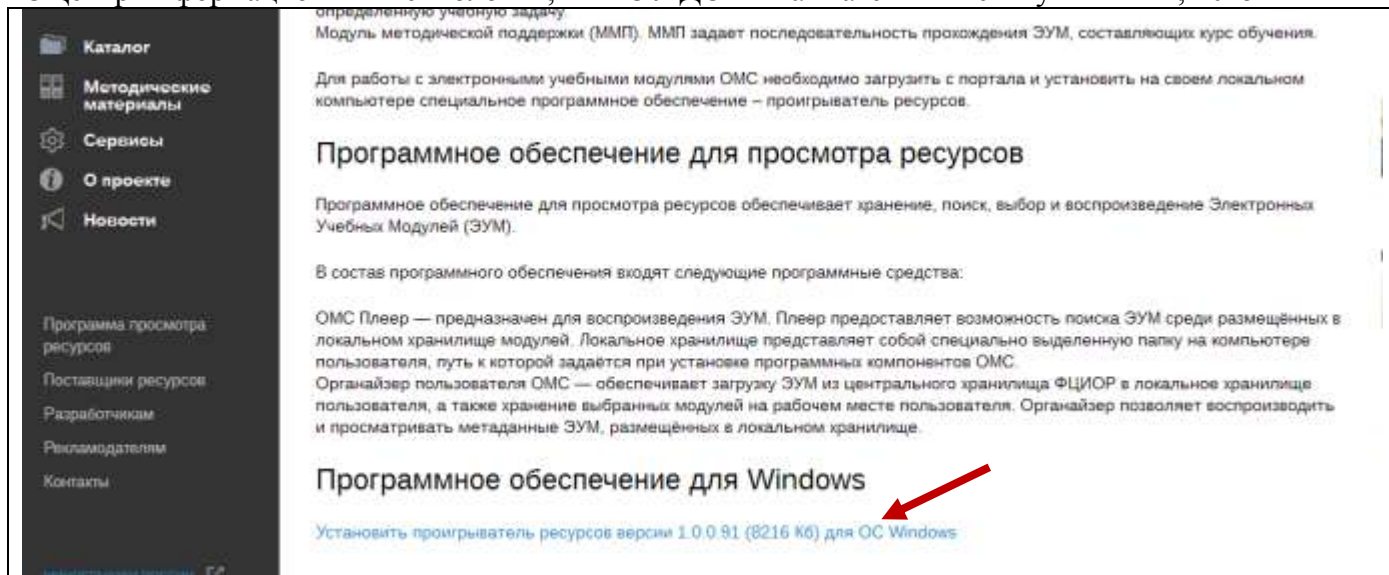 определенную учебную задачу.
Модуль методической поддержки (ММП). ММП задает последовательность прохождения ЭУМ, составляющих курс обучения.
Для работы с электронными учебными модулями ОМС необходимо загрузить с портала и установить на своем локальном
компьютере специальное программное обеспечение – проигрыватель ресурсов.
Каталог
Методические
материалы
Сервисы
О проекте
Новости
Программа просмотра
ресурсов
Поставщики ресурсов
Разработчикам
Рекламодателям
Контакты
Программное обеспечение для просмотра ресурсов
Программное обеспечение для просмотра ресурсов обеспечивает хранение, поиск, выбор и воспроизведение Электронных
Учебных Модулей (ЭУМ).
В состав программного обеспечения входят следующие программные средства:
ОМС Плеер — предназначен для воспроизведения ЭУМ. Плеер предоставляет возможность поиска ЭУМ среди размещённых в
локальном хранилище модулей. Локальное хранилище представляет собой специально выделенную папку на компьютере
пользователя, путь к которой задаётся при установке программных компонентов ОМС.
Органайзер пользователя ОМС — обеспечивает загрузку ЭУМ из центрального хранилища ФЦИОР в локальное хранилище
пользователя, а также хранение выбранных модулей на рабочем месте пользователя. Органайзер позволяет воспроизводить
и просматривать метаданные ЭУМ, размещённых в локальном хранилище.
Программное обеспечение для Windows
Установить проигрыватель ресурсов версии 1.0.0.91 (8216 Кб) для ОС Windows